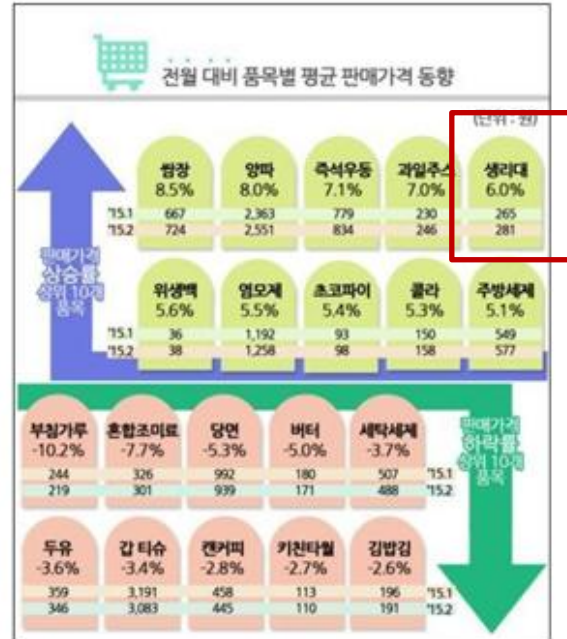 전월 대비 품목별 평균 판매가격 동향
(단위 : 원)
쌈장 양파 즉석우동 과일주스 생리대
8.5% 8.0% 7.1% 7.0% 6.0%
'15.1 667 2,363 779 230 265
'15.2 724 2,551 834 246 281
판매가격
상승률
상위 10개
품목
위생백 염모제 초코파이 콜라 주방세제
5.6% 5.5% 5.4% 5.3% 5.1%
'15.1 36 1,192 93 150 549
'15.2 38 1,258 98 158 577
부침가루 혼합조미료 당면 버터 세탁세제
-10.2% -7.7% -5.3% -5.0% -3.7%
244 326 992 180 507 '15.1
219 301 939 171 488 '15.2
판매가격
하락률
상위 10개
품목
두유 갑 티슈 캔커피 키친타월 김밥김
-3.6% -3.4% -2.8% -2.7% -2.6%
359 3,191 458 113 196 '15.1
346 3,083 445 110 191 '15.2